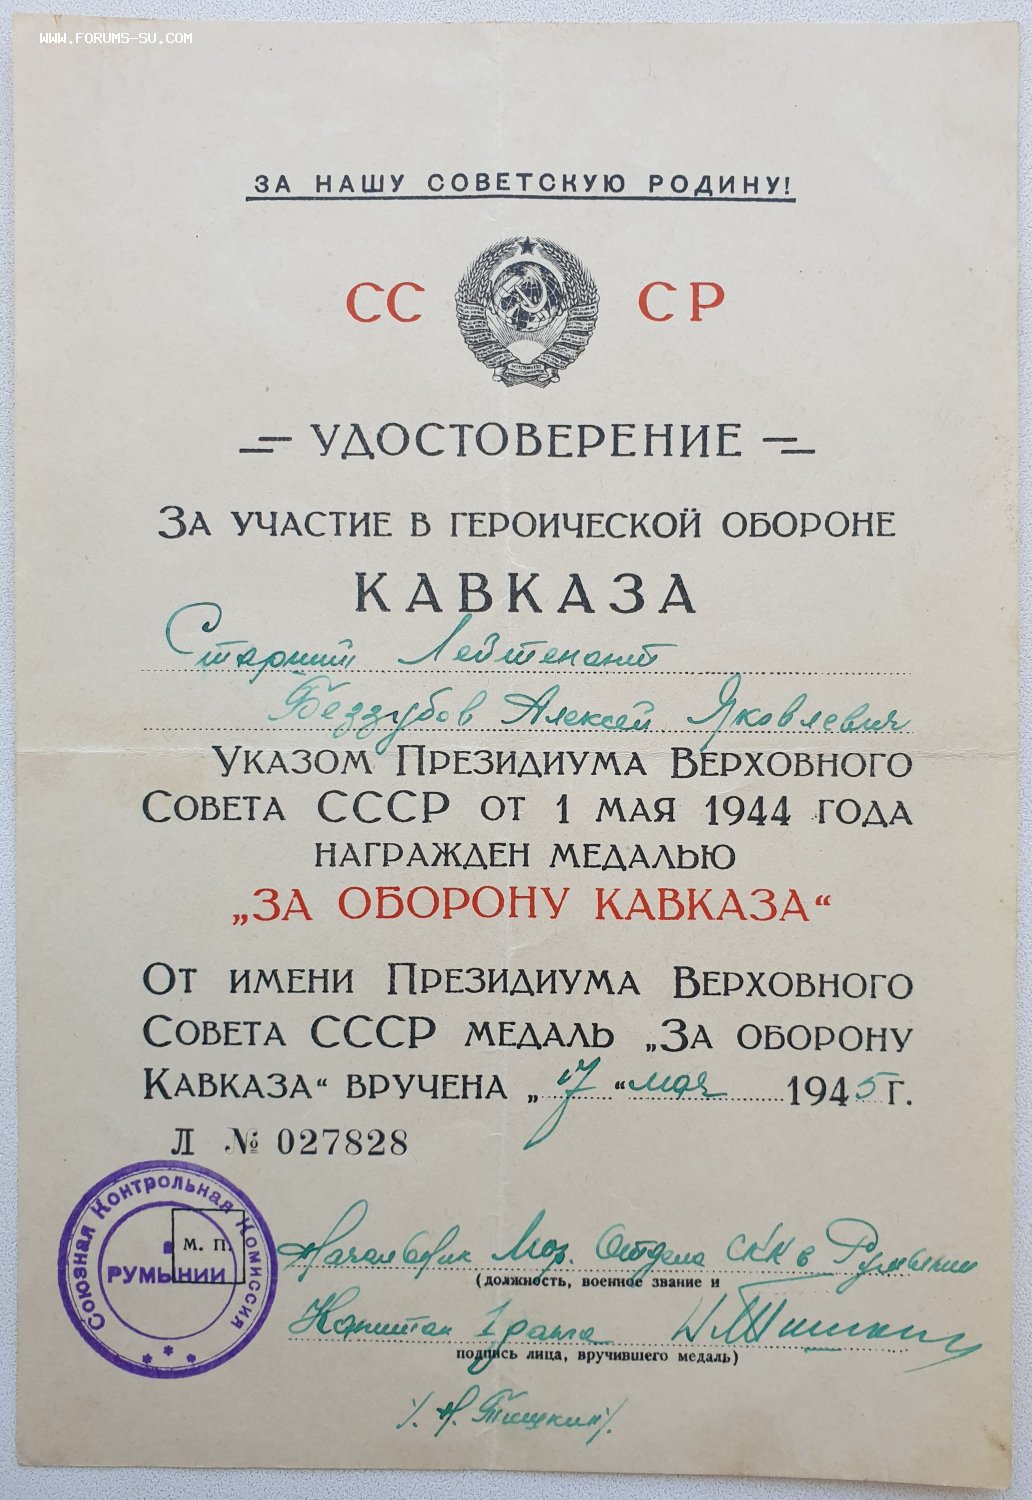 WWW.FORUMS-SU.COM
ЗА НАШУ СОВЕТСКУЮ РОДИНУ!
СС СР
УДОСТОВЕРЕНИЕ
ЗА УЧАСТИЕ В ГЕРОИЧЕСКОЙ ОБОРОНЕ
КАВКАЗА
Старший Лейтенант
Беззубов Алексей Яковлевич
УКАЗОМ ПРЕЗИДИУМА ВЕРХОВНОГО
СОВЕТА СССР ОТ 1 МАЯ 1944 ГОДА
НАГРАЖДЕН МЕДАЛЬЮ
„ЗА ОБОРОНУ КАВКАЗА“
ОТ ИМЕНИ ПРЕЗИДИУМА ВЕРХОВНОГО
СОВЕТА СССР МЕДАЛЬ „ЗА ОБОРОНУ
КАВКАЗА“ ВРУЧЕНА „17“ мая 1945 Г.
Л № 027828
Союзная Контрольная Комиссия
в
РУМЫНИИ
М. П.
Начальник Мор. Отдела СКК в Румынии
(должность, военное звание и
Капитан 1 ранга
подпись лица, вручившего медаль)
/. Н. Тишкин/.